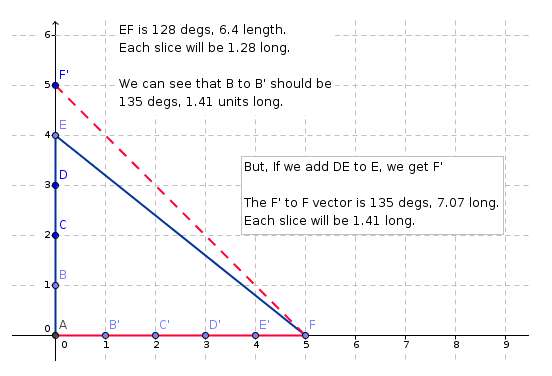 EF is 128 degs, 6.4 length.
Each slice will be 1.28 long.
We can see that B to B' should be
135 degs, 1.41 units long.
But, If we add DE to E, we get F'
The F' to F vector is 135 degs, 7.07 long.
Each slice will be 1.41 long.
6
5
F'
4
E
3
D
2
C
1
B
0
A
B'
C'
D'
E'
F
0 1 2 3 4 5 6 7 8 9